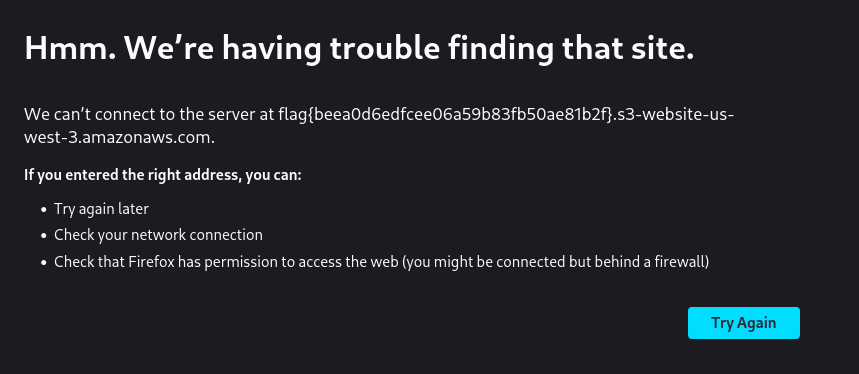 Hmm. We’re having trouble finding that site.
We can’t connect to the server at flag{beea0d6edfcee06a59b83fb50ae81b2f}.s3-website-us-
west-3.amazonaws.com.
If you entered the right address, you can:
• Try again later
• Check your network connection
• Check that Firefox has permission to access the web (you might be connected but behind a firewall)
Try Again